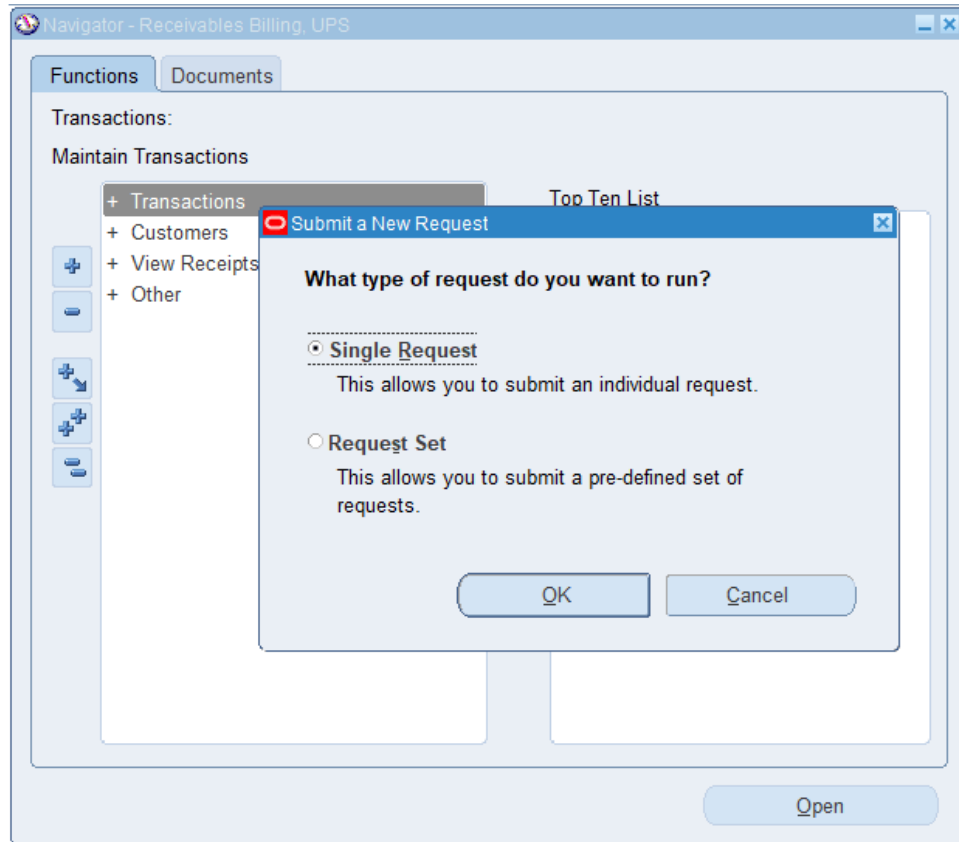 Navigator - Receivables Billing, UPS
Functions
Documents
Transactions:
Maintain Transactions
+ Transactions
+ Customers
+ View Receipts
+ Other
Top Ten List
Submit a New Request
What type of request do you want to run?
Single Request
This allows you to submit an individual request.
Request Set
This allows you to submit a pre-defined set of
requests.
OK
Cancel
Open